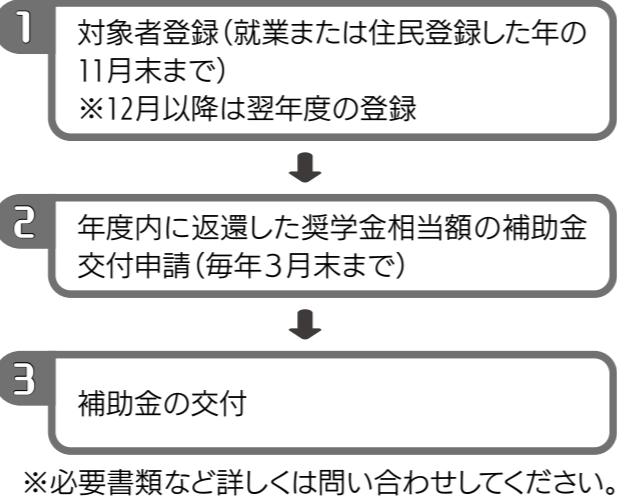 1
対象者登録（就業または住民登録した年の
11月末まで）
※12月以降は翌年度の登録
2
年度内に返還した奨学金相当額の補助金
交付申請（毎年３月末まで）
3
補助金の交付
※必要書類など詳しくは問い合わせしてください。